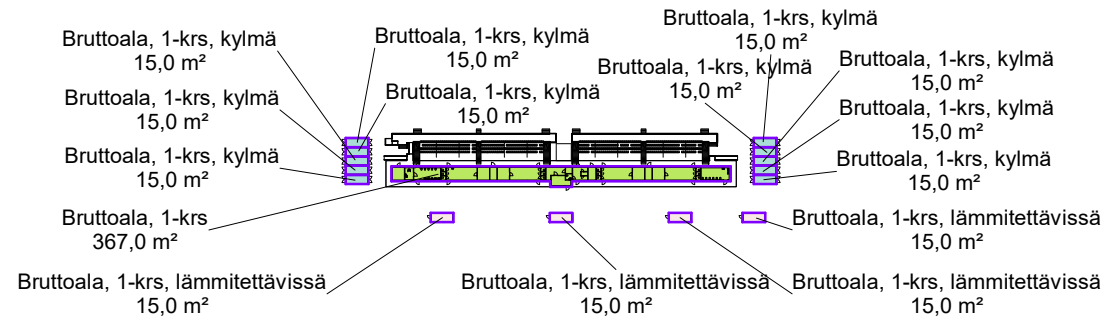 Bruttoala, 1-krs, kylmä
15,0 m²
Bruttoala, 1-krs, kylmä
15,0 m²
Bruttoala, 1-krs, kylmä
15,0 m²
Bruttoala, 1-krs, kylmä
15,0 m²
Bruttoala, 1-krs, kylmä
15,0 m²
Bruttoala, 1-krs, kylmä
15,0 m²
Bruttoala, 1-krs, kylmä
15,0 m²
Bruttoala, 1-krs, kylmä
15,0 m²
Bruttoala, 1-krs, kylmä
15,0 m²
Bruttoala, 1-krs, kylmä
15,0 m²
Bruttoala, 1-krs
367,0 m²
Bruttoala, 1-krs, lämmitettävissä
15,0 m²
Bruttoala, 1-krs, lämmitettävissä
15,0 m²
Bruttoala, 1-krs, lämmitettävissä
15,0 m²
Bruttoala, 1-krs, lämmitettävissä
15,0 m²